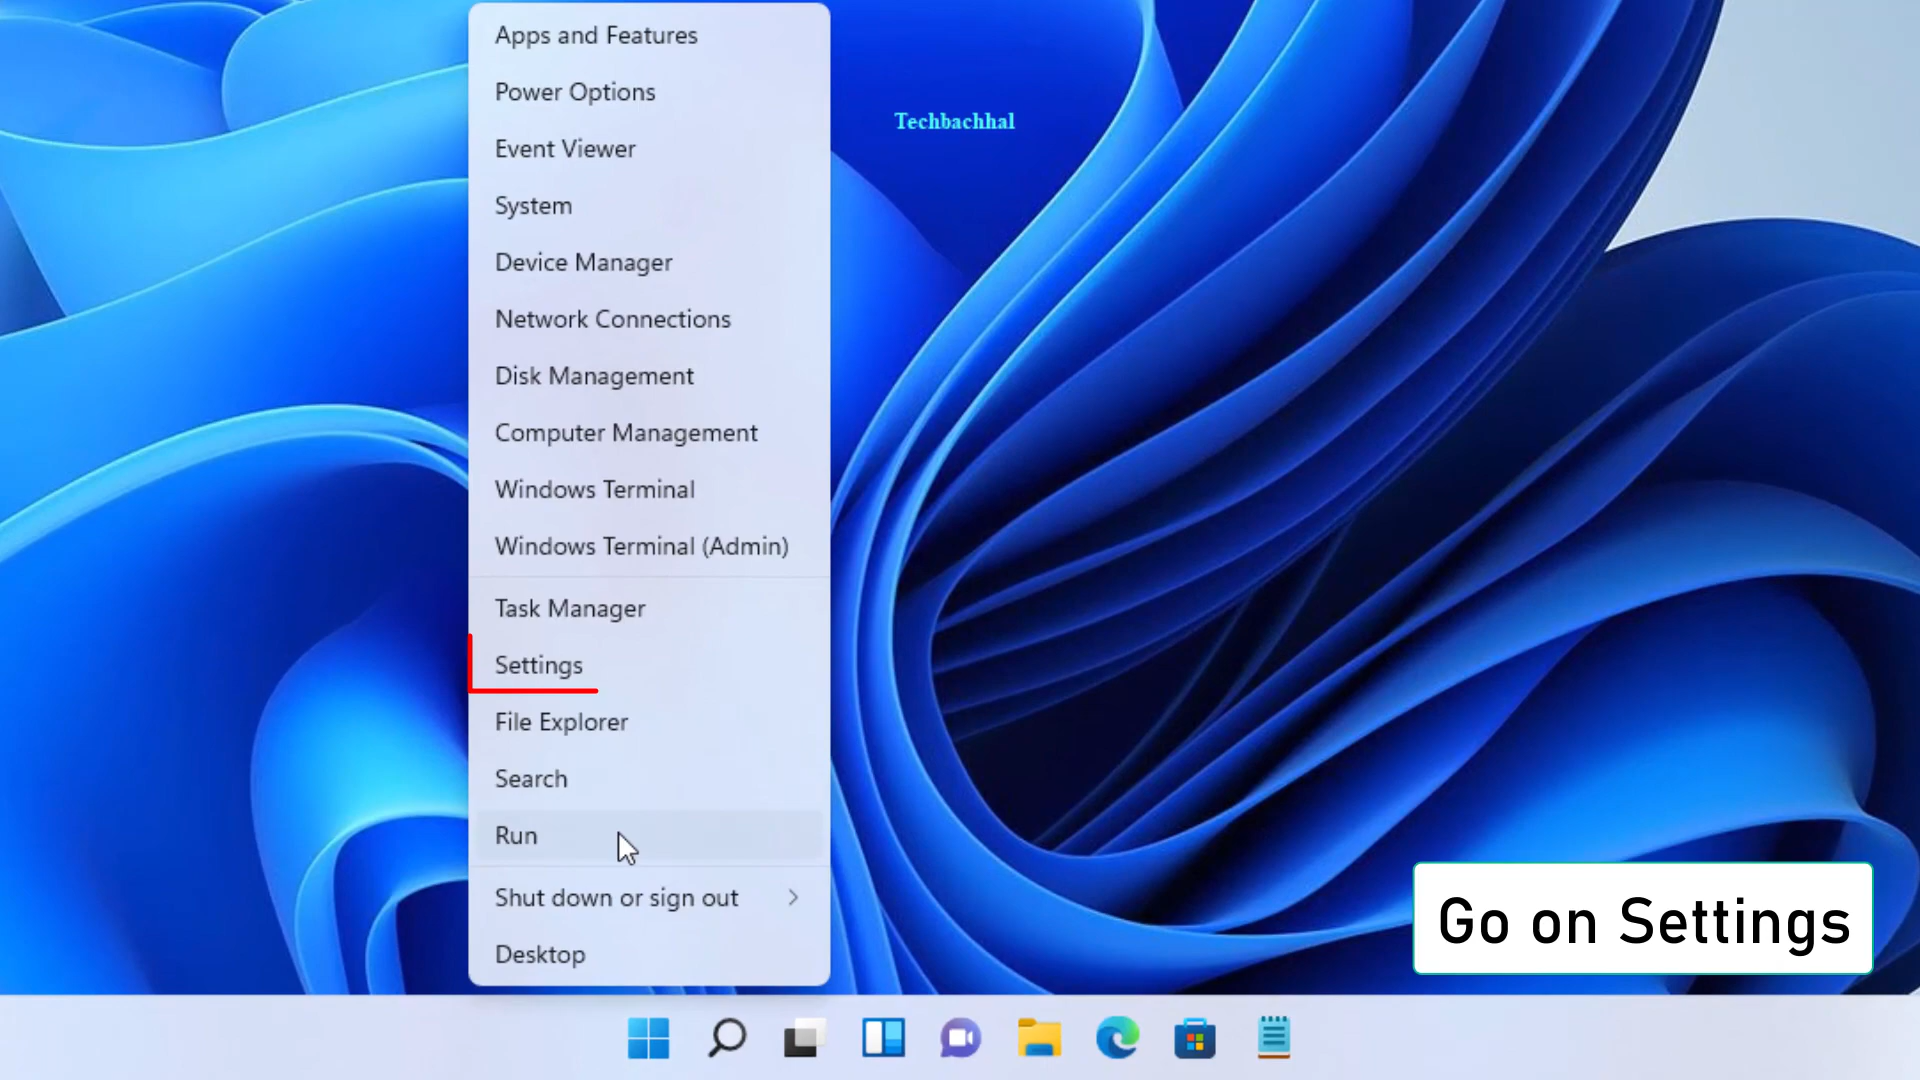 Apps and Features
Power Options
Event Viewer
System
Device Manager
Network Connections
Disk Management
Computer Management
Windows Terminal
Windows Terminal (Admin)
Task Manager
Settings
File Explorer
Search
Run
Shut down or sign out
Desktop
Techbachhal
Go on Settings